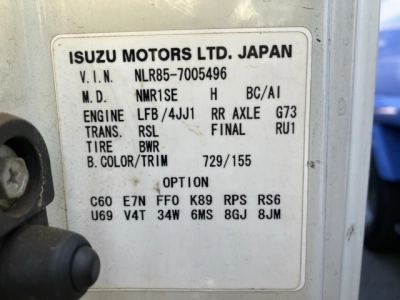 ISUZU MOTORS LTD. JAPAN
V.I.N. NLR85-7005496
M.D. NMR1SE H BC/AI
ENGINE LFB/4JJ1 RR AXLE G73
TRANS. RSL FINAL RU1
TIRE BWR
B.COLOR/TRIM 729/155
OPTION
C60 E7N FF0 K89 RPS RS6
U69 V4T 34W 6MS 8GJ 8JM